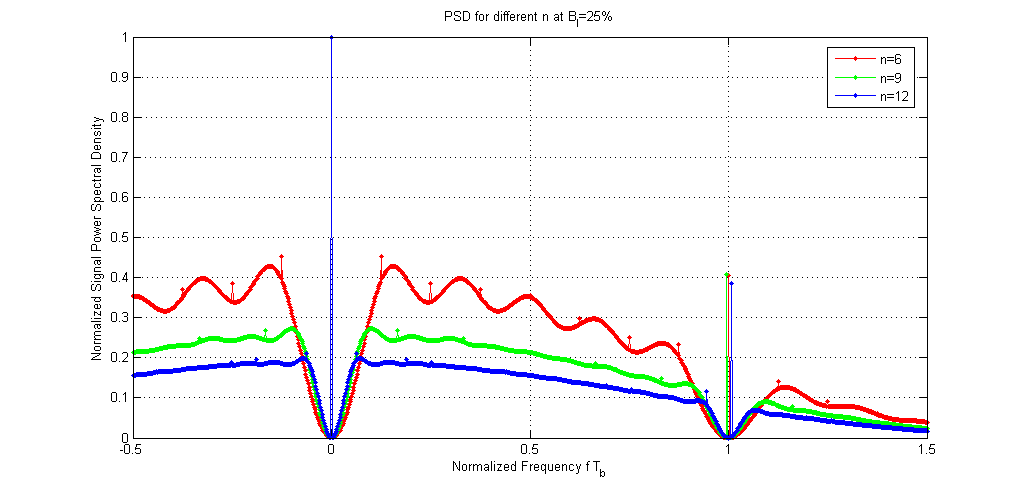 PSD for different n at Bl=25%
Normalized Signal Power Spectral Density
1
0.9
0.8
0.7
0.6
0.5
0.4
0.3
0.2
0.1
0
n=6
n=9
n=12
-0.5
0
0.5
1
1.5
Normalized Frequency f Tb